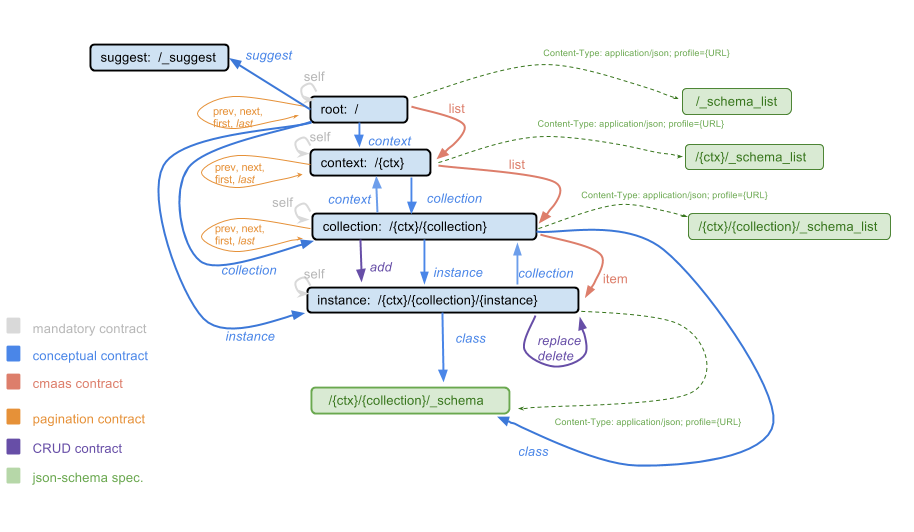 suggest: /_suggest
suggest
Content-Type: application/json; profile={URL}
self
/_schema_list
prev, next,
first, last
root: /
list
Content-Type: application/json; profile={URL}
self
context
/{ctx}/_schema_list
prev, next,
first, last
context: /{ctx}
list
context
collection
Content-Type: application/json; profile={URL}
self
prev, next,
first, last
collection: /{ctx}/{collection}
/{ctx}/{collection}/_schema_list
collection
add
instance
collection
item
self
instance: /{ctx}/{collection}/{instance}
instance
class
replace
delete
/{ctx}/{collection}/_schema
Content-Type: application/json; profile={URL}
class
mandatory contract
conceptual contract
cmaas contract
pagination contract
CRUD contract
json-schema spec.